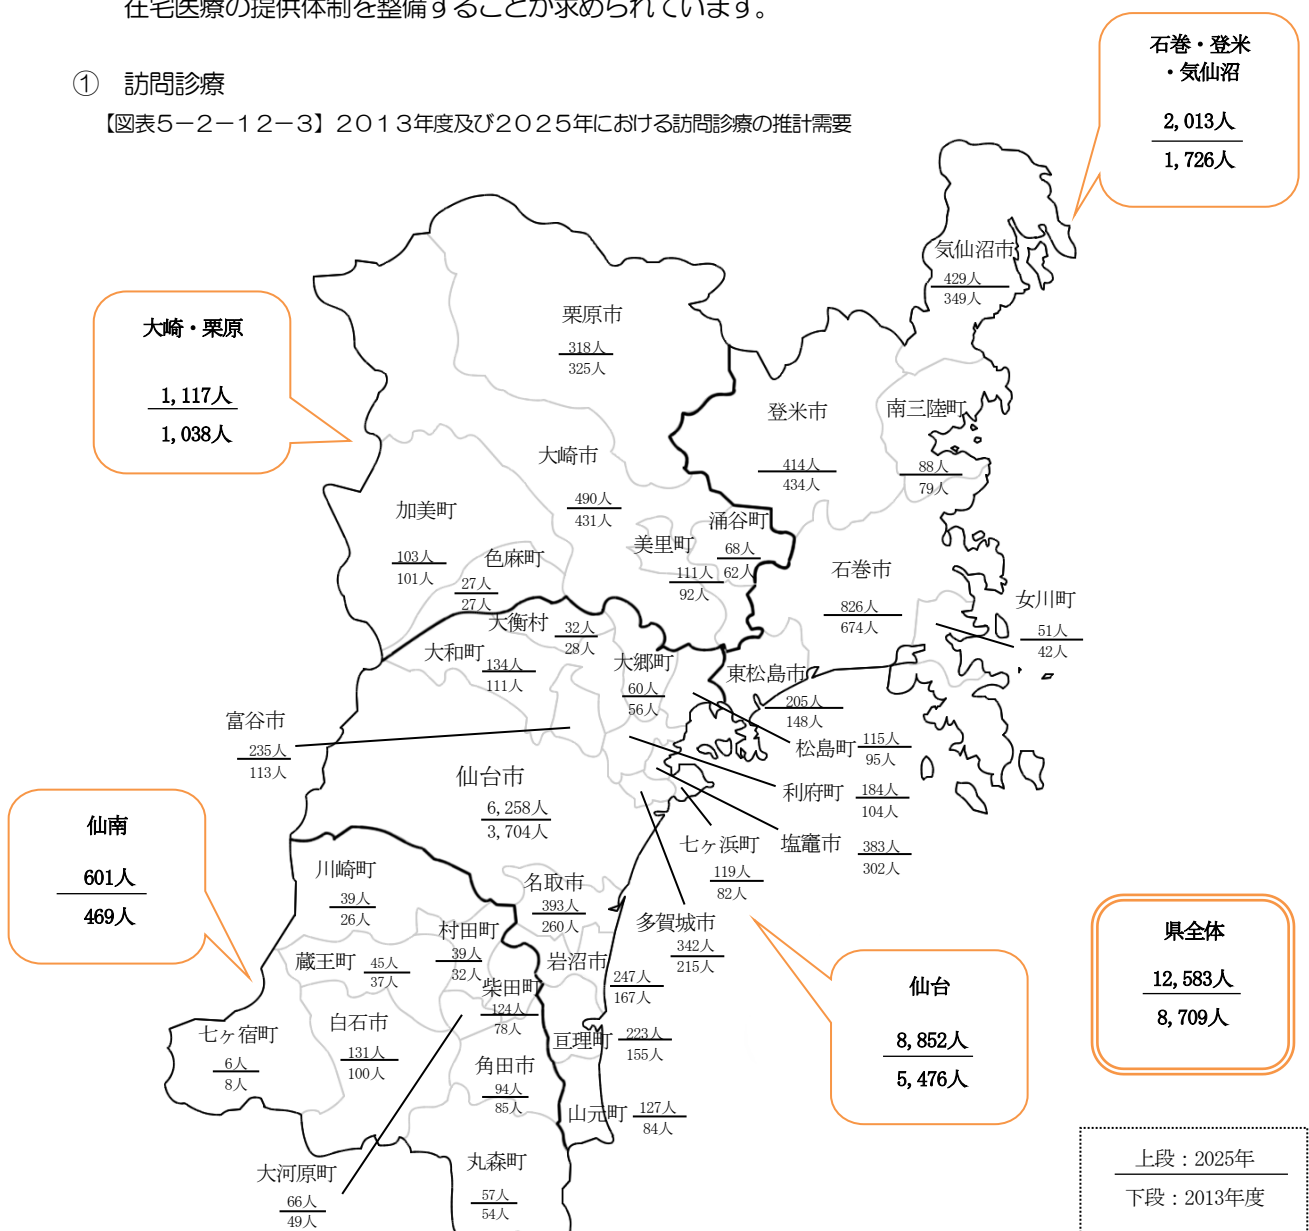 在宅医療の提供体制を整備することが求められています。
① 訪問診療
【図表５－２－１２－３】２０１３年度及び２０２５年における訪問診療の推計需要
石巻・登米
・気仙沼
2,013人
1,726人
気仙沼市
429人
349人
栗原市
318人
325人
大崎・栗原
1,117人
1,038人
登米市
414人
434人
南三陸町
88人
79人
大崎市
490人
431人
加美町
103人
101人
色麻町
27人
27人
美里町
111人
92人
涌谷町
68人
62人
石巻市
826人
674人
女川町
51人
42人
大衡村
32人
28人
大和町
134人
111人
大郷町
60人
56人
東松島市
205人
148人
富谷市
235人
113人
松島町
115人
95人
仙台市
6,258人
3,704人
利府町
184人
104人
塩竈市
383人
302人
七ヶ浜町
119人
82人
仙南
601人
469人
川崎町
39人
26人
名取市
393人
260人
多賀城市
342人
215人
村田町
39人
32人
蔵王町
45人
37人
岩沼市
247人
167人
柴田町
124人
78人
仙台
8,852人
5,476人
県全体
12,583人
8,709人
七ヶ宿町
6人
8人
白石市
131人
100人
亘理町
223人
155人
角田市
94人
85人
山元町
127人
84人
大河原町
66人
49人
丸森町
57人
54人
上段：2025年
下段：2013年度